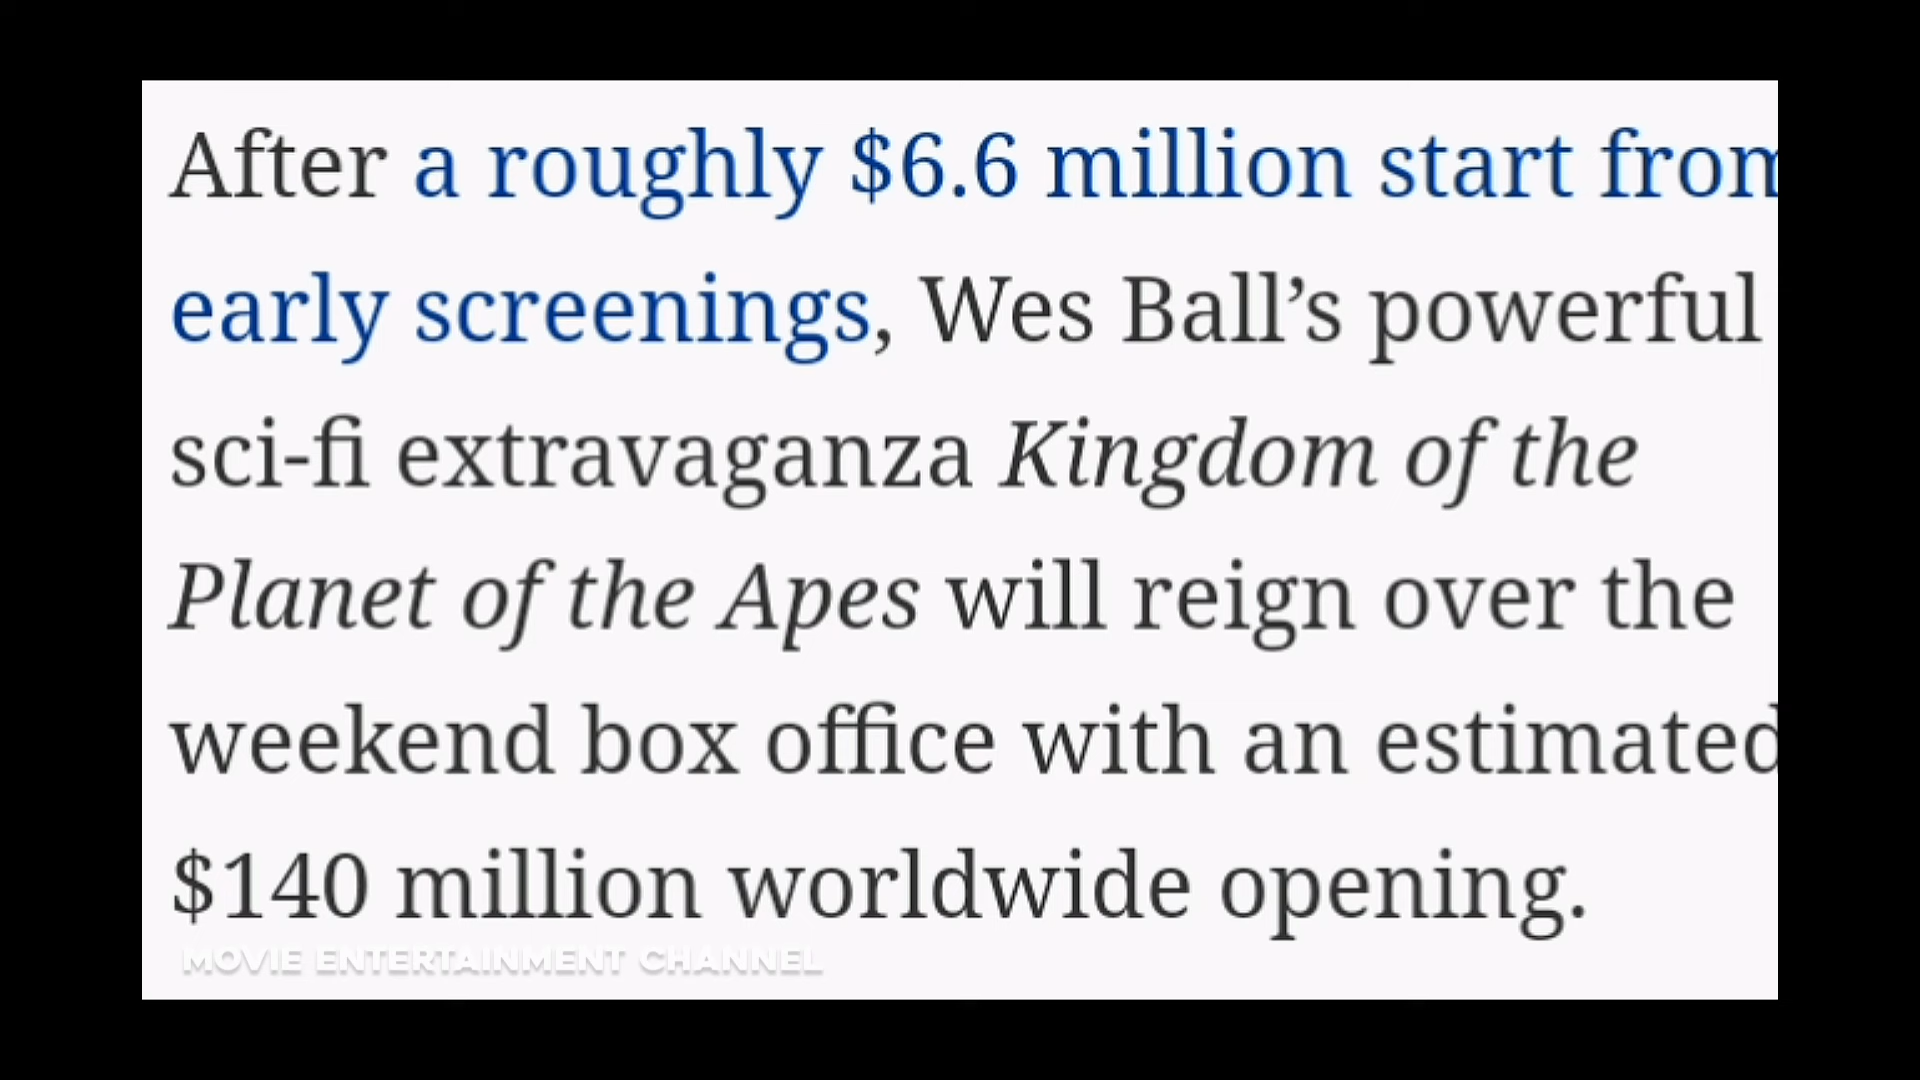 After a roughly $6.6 million start from
early screenings, Wes Ball’s powerful
sci-fi extravaganza Kingdom of the
Planet of the Apes will reign over the
weekend box office with an estimated
$140 million worldwide opening.
MOVIE ENTERTAINMENT CHANNEL